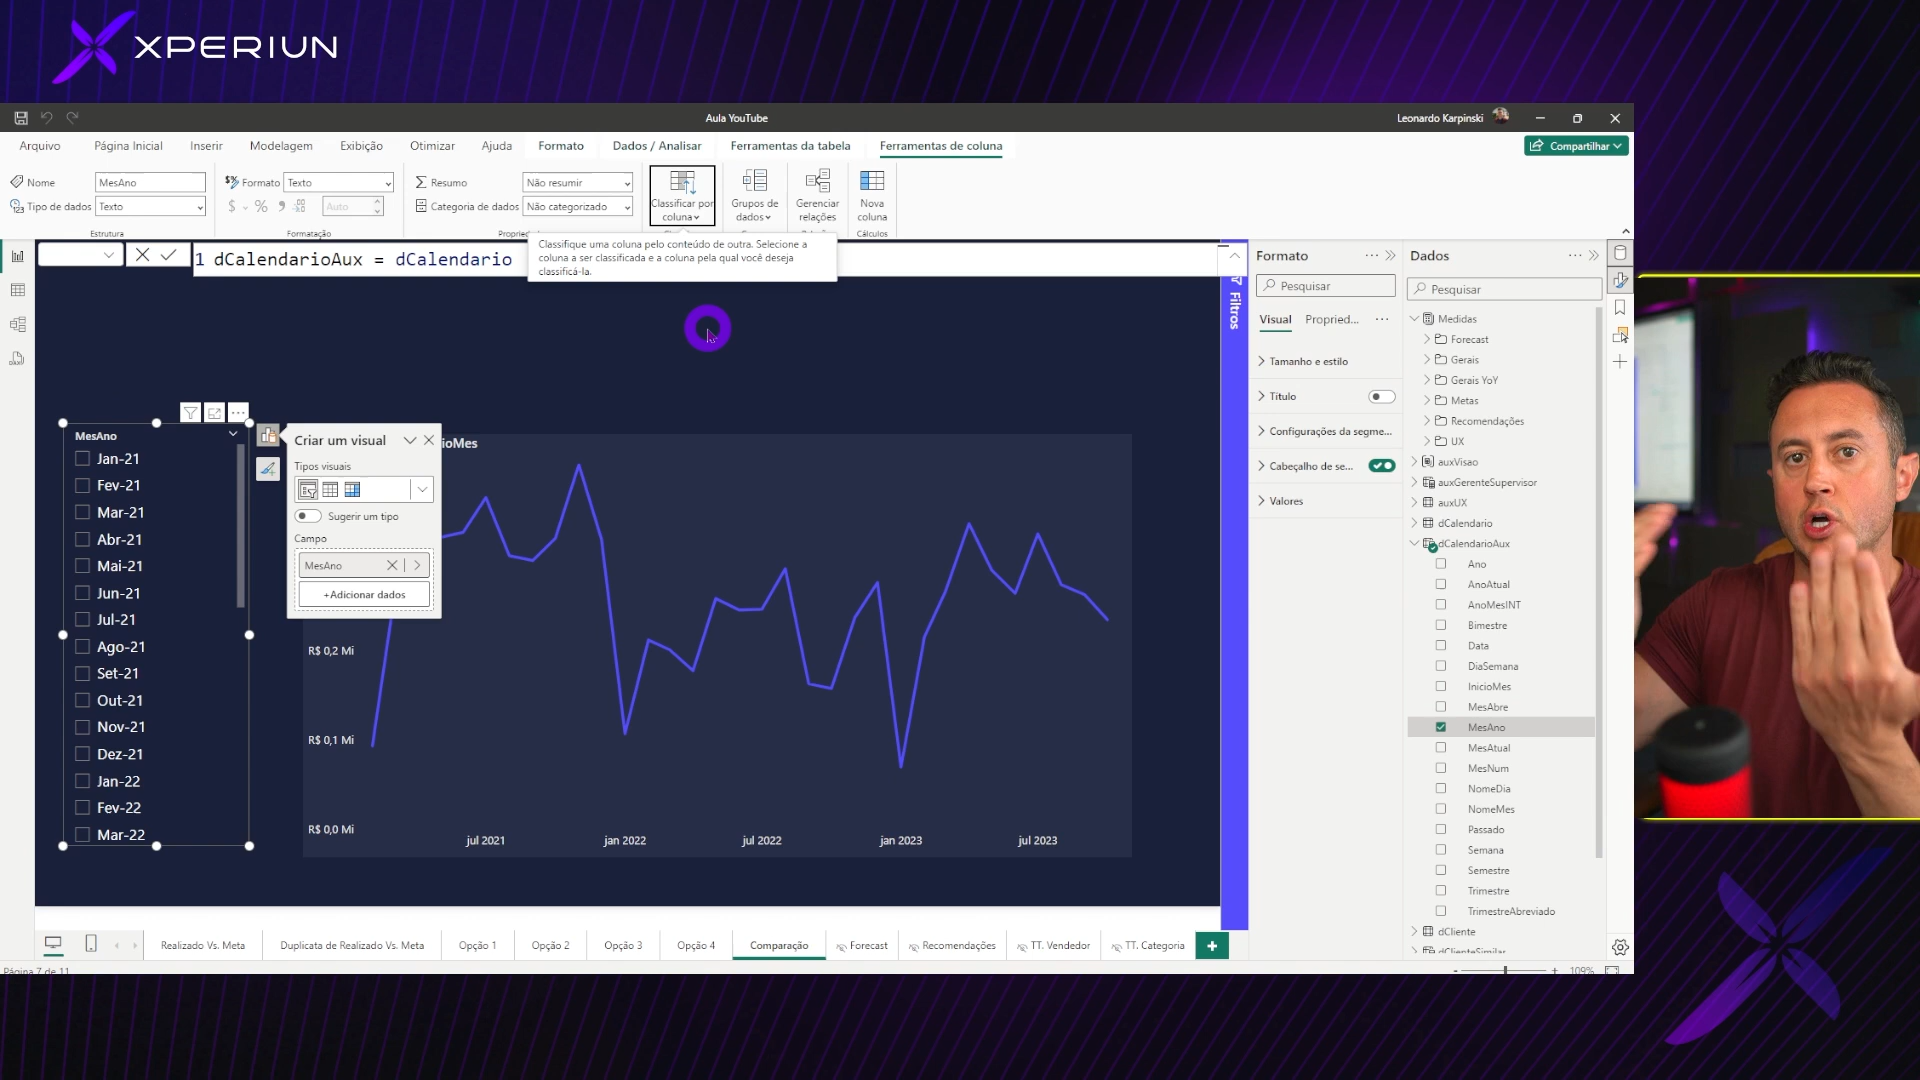 XPERIUN
Aula YouTube
Leonardo Karpinski
Arquivo
Página Inicial
Inserir
Modelagem
Exibição
Otimizar
Ajuda
Formato
Dados / Analisar
Ferramentas da tabela
Ferramentas de coluna
Compartilhar
Nome
MesAno
Tipo de dados
Texto
Estrutura
Formato
Texto
$
%
Auto
Formatação
Resumo
Não resumir
Categoria de dados
Não categorizado
Classificar por
coluna
Grupos de
dados
Gerenciar
relações
Nova
coluna
Cálculos
1 dCalendarioAux = dCalendario
Classifique uma coluna pelo conteúdo de outra. Selecione a
coluna a ser classificada e a coluna pela qual você deseja
classificá-la.
MesAno
Jan-21
Fev-21
Mar-21
Abr-21
Mai-21
Jun-21
Jul-21
Ago-21
Set-21
Out-21
Nov-21
Dez-21
Jan-22
Fev-22
Mar-22
Criar um visual
Tipos visuais
Sugerir um tipo
Campo
MesAno
+Adicionar dados
ioMes
R$ 0,2 Mi
R$ 0,1 Mi
R$ 0,0 Mi
jul 2021
jan 2022
jul 2022
jan 2023
jul 2023
Filtros
Formato
Pesquisar
Visual
Propried...
Tamanho e estilo
Título
Configurações da segme...
Cabeçalho de se...
Valores
Dados
Pesquisar
Medidas
Forecast
Gerais
Gerais YoY
Metas
Recomendações
UX
auxVisao
auxGerenteSupervisor
auxUX
dCalendario
dCalendarioAux
Ano
AnoAtual
AnoMesINT
Bimestre
Data
DiaSemana
InicioMes
MesAbre
MesAno
MesAtual
MesNum
NomeDia
NomeMes
Passado
Semana
Semestre
Trimestre
TrimestreAbreviado
dCliente
dClienteSimilar
Realizado Vs. Meta
Duplicata de Realizado Vs. Meta
Opção 1
Opção 2
Opção 3
Opção 4
Comparação
Forecast
Recomendações
TT. Vendedor
TT. Categoria
Página 7 de 11
109%